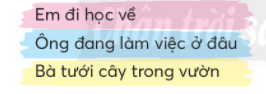 Em đi học về
Ông đang làm việc ở đâu
Bà tưới cây trong vườn